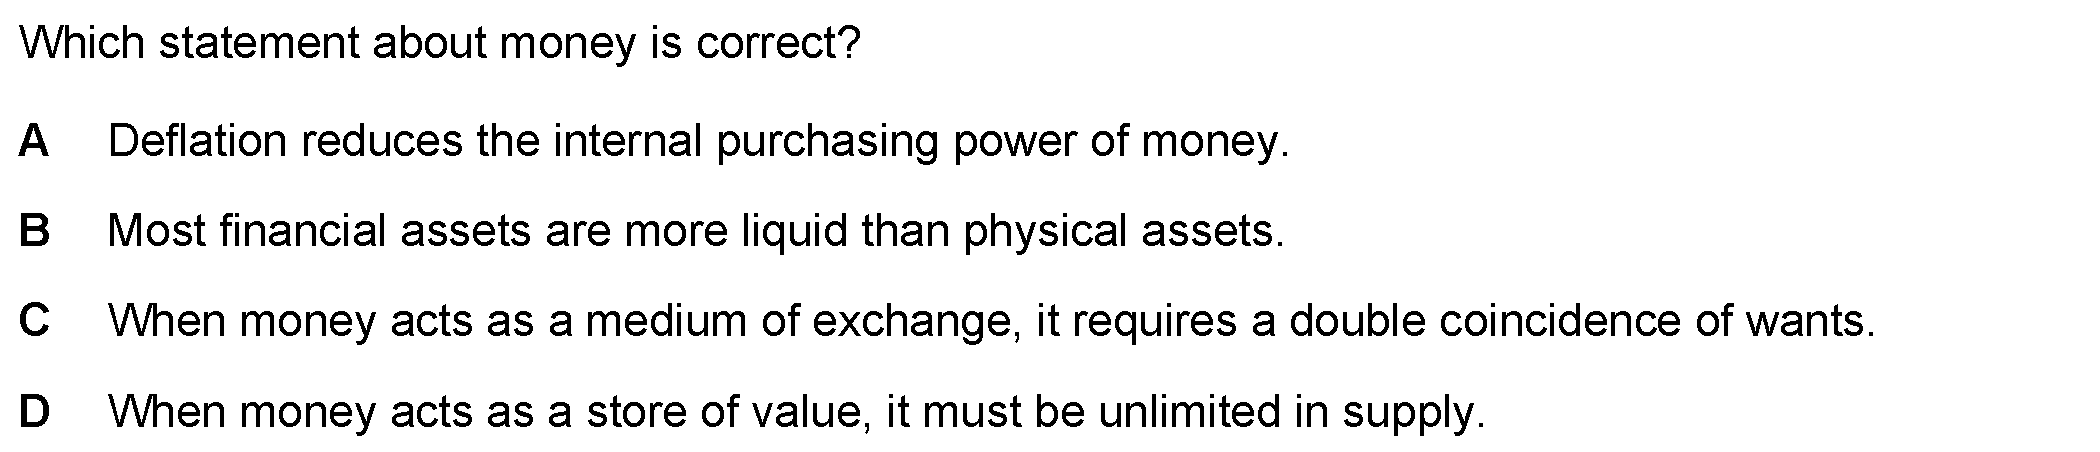 Which statement about money is correct?
A Deflation reduces the internal purchasing power of money.
B Most financial assets are more liquid than physical assets.
C When money acts as a medium of exchange, it requires a double coincidence of wants.
D When money acts as a store of value, it must be unlimited in supply.